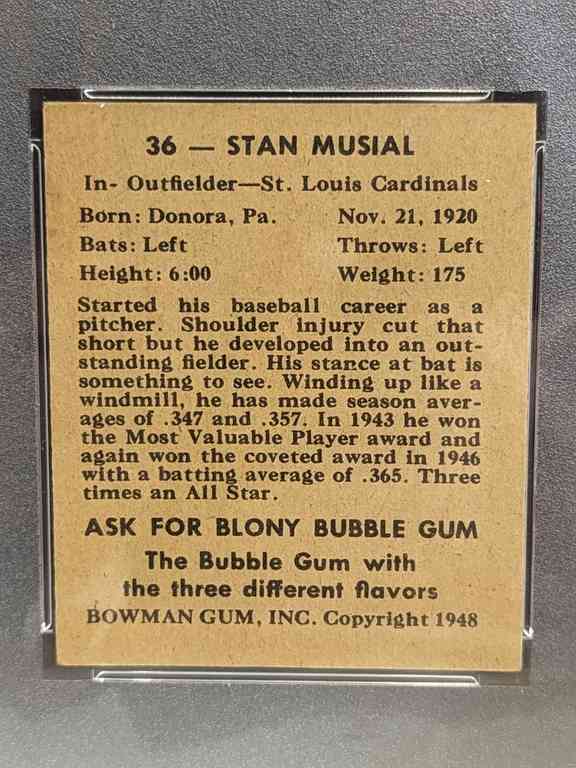 36 — STAN MUSIAL
In- Outfielder—St. Louis Cardinals
Born: Donora, Pa. Nov. 21, 1920
Bats: Left Throws: Left
Height: 6:00 Weight: 175
Started his baseball career as a
pitcher. Shoulder injury cut that
short but he developed into an out-
standing fielder. His stance at bat is
something to see. Winding up like a
windmill, he has made season aver-
ages of .347 and .357. In 1943 he won
the Most Valuable Player award and
again won the coveted award in 1946
with a batting average of .365. Three
times an All Star.
ASK FOR BLONY BUBBLE GUM
The Bubble Gum with
the three different flavors
BOWMAN GUM, INC. Copyright 1948